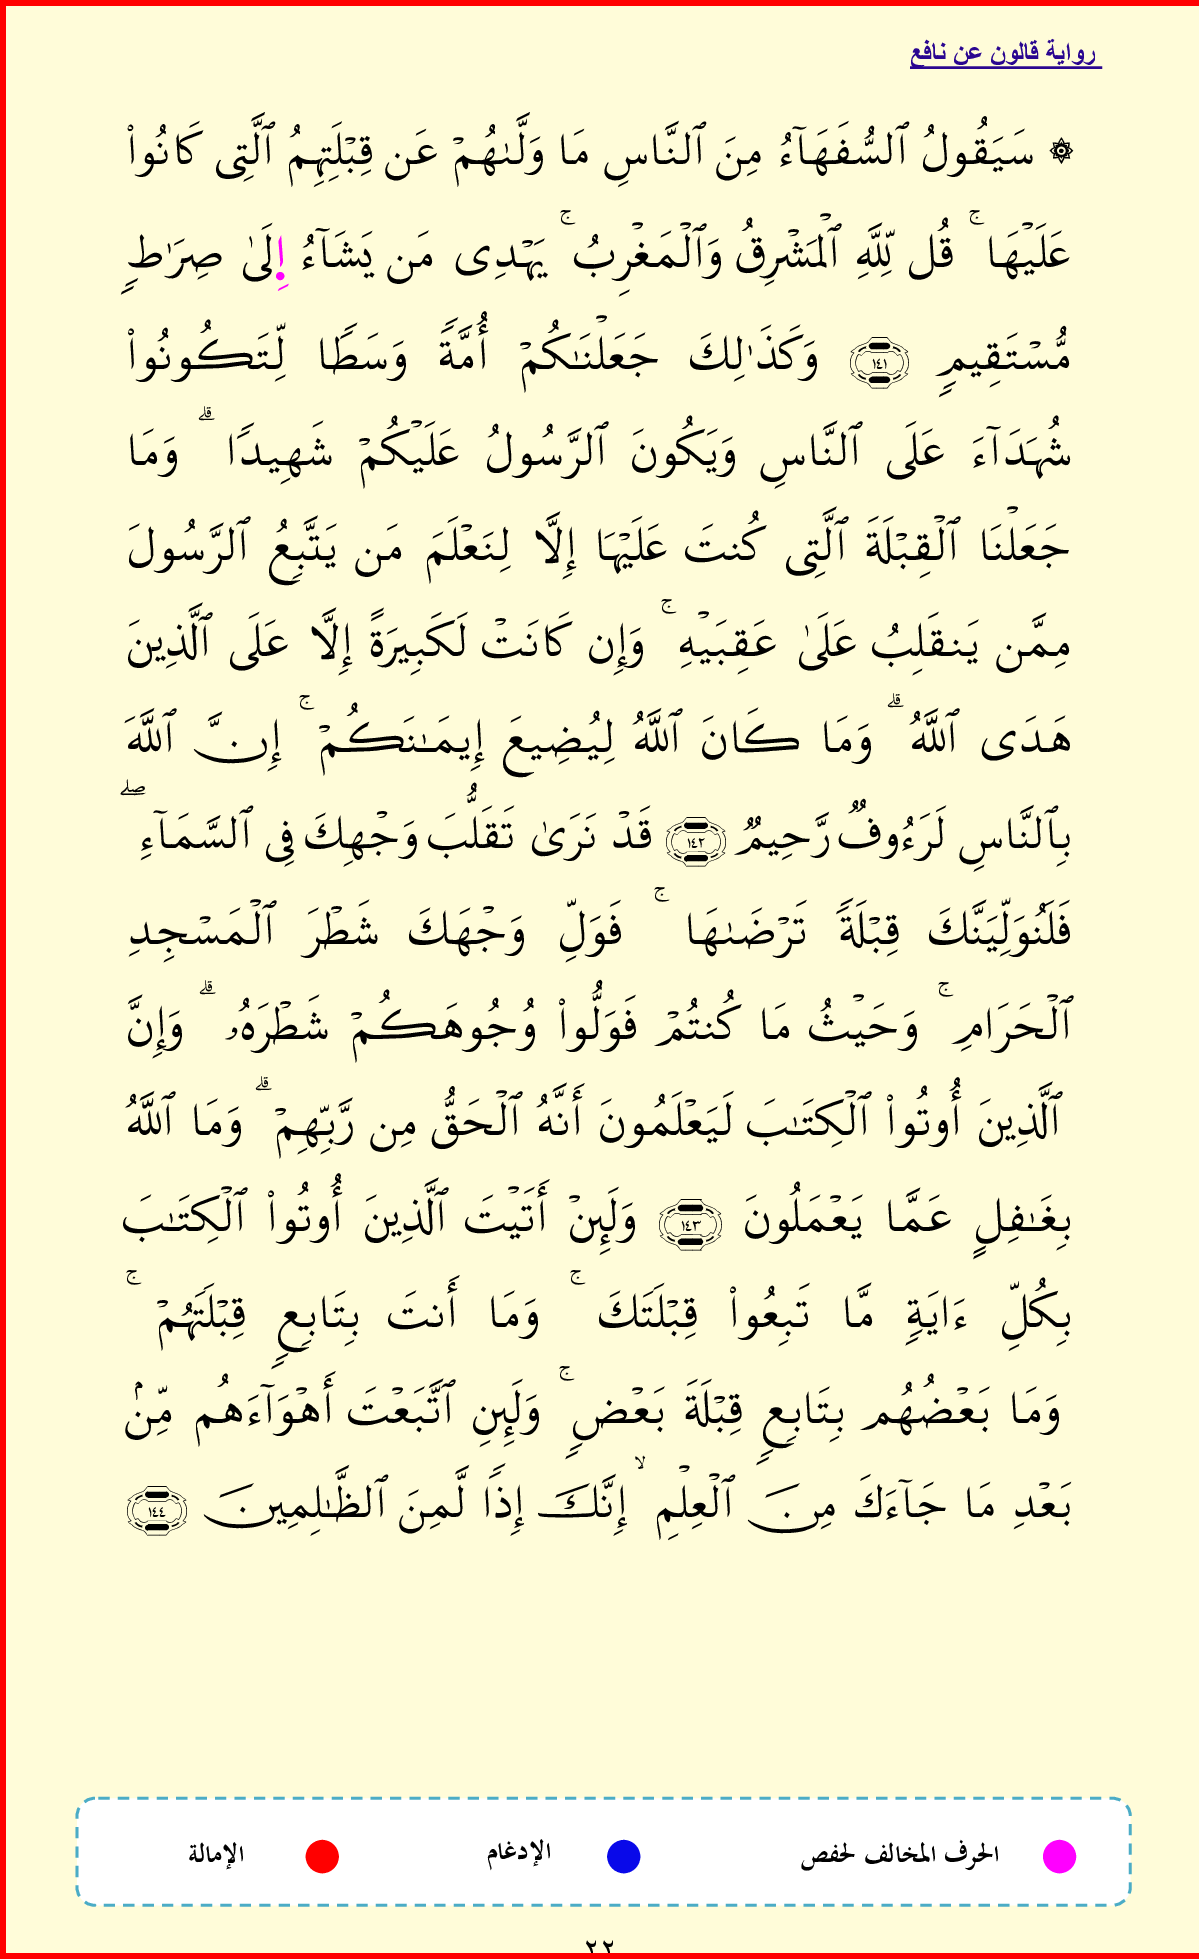 رواية قالون عن نافع
۞ سَيَقُولُ ٱلسُّفَهَآءُ مِنَ ٱلنَّاسِ مَا وَلَّىٰهُمْ عَن قِبْلَتِهِمُ ٱلَّتِى كَانُوا۟
عَلَيْهَا ۚ قُل لِّلَّهِ ٱلْمَشْرِقُ وَٱلْمَغْرِبُ ۚ يَهْدِى مَن يَشَآءُ اِ۪لَىٰ صِرَٰطٍ
مُّسْتَقِيمٍ ١٤١ وَكَذَٰلِكَ جَعَلْنَـٰكُمْ أُمَّةً وَسَطًا لِّتَكُونُوا۟
شُهَدَآءَ عَلَى ٱلنَّاسِ وَيَكُونَ ٱلرَّسُولُ عَلَيْكُمْ شَهِيدًا ۗ وَمَا
جَعَلْنَا ٱلْقِبْلَةَ ٱلَّتِى كُنتَ عَلَيْهَا إِلَّا لِنَعْلَمَ مَن يَتَّبِعُ ٱلرَّسُولَ
مِمَّن يَنقَلِبُ عَلَىٰ عَقِبَيْهِ ۚ وَإِن كَانَتْ لَكَبِيرَةً إِلَّا عَلَى ٱلَّذِينَ
هَدَى ٱللَّهُ ۗ وَمَا كَانَ ٱللَّهُ لِيُضِيعَ إِيمَـٰنَكُمْ ۚ إِنَّ ٱللَّهَ
بِٱلنَّاسِ لَرَءُوفٌ رَّحِيمٌ ١٤٢ قَدْ نَرَىٰ تَقَلُّبَ وَجْهِكَ فِى ٱلسَّمَآءِ ۖ
فَلَنُوَلِّيَنَّكَ قِبْلَةً تَرْضَىٰهَا ۚ فَوَلِّ وَجْهَكَ شَطْرَ ٱلْمَسْجِدِ
ٱلْحَرَامِ ۚ وَحَيْثُ مَا كُنتُمْ فَوَلُّوا۟ وُجُوهَكُمْ شَطْرَهُۥ ۗ وَإِنَّ
ٱلَّذِينَ أُوتُوا۟ ٱلْكِتَـٰبَ لَيَعْلَمُونَ أَنَّهُ ٱلْحَقُّ مِن رَّبِّهِمْ ۗ وَمَا ٱللَّهُ
بِغَـٰفِلٍ عَمَّا يَعْمَلُونَ ١٤٣ وَلَئِنْ أَتَيْتَ ٱلَّذِينَ أُوتُوا۟ ٱلْكِتَـٰبَ
بِكُلِّ ءَايَةٍ مَّا تَبِعُوا۟ قِبْلَتَكَ ۚ وَمَا أَنتَ بِتَابِعٍ قِبْلَتَهُمْ ۚ
وَمَا بَعْضُهُم بِتَابِعٍ قِبْلَةَ بَعْضٍ ۚ وَلَئِنِ ٱتَّبَعْتَ أَهْوَآءَهُم مِّنۢ
بَعْدِ مَا جَآءَكَ مِنَ ٱلْعِلْمِ ۙ إِنَّكَ إِذًا لَّمِنَ ٱلظَّـٰلِمِينَ ١٤٤
الحرف المخالف لحفص الإدغام الإمالة
٢٢